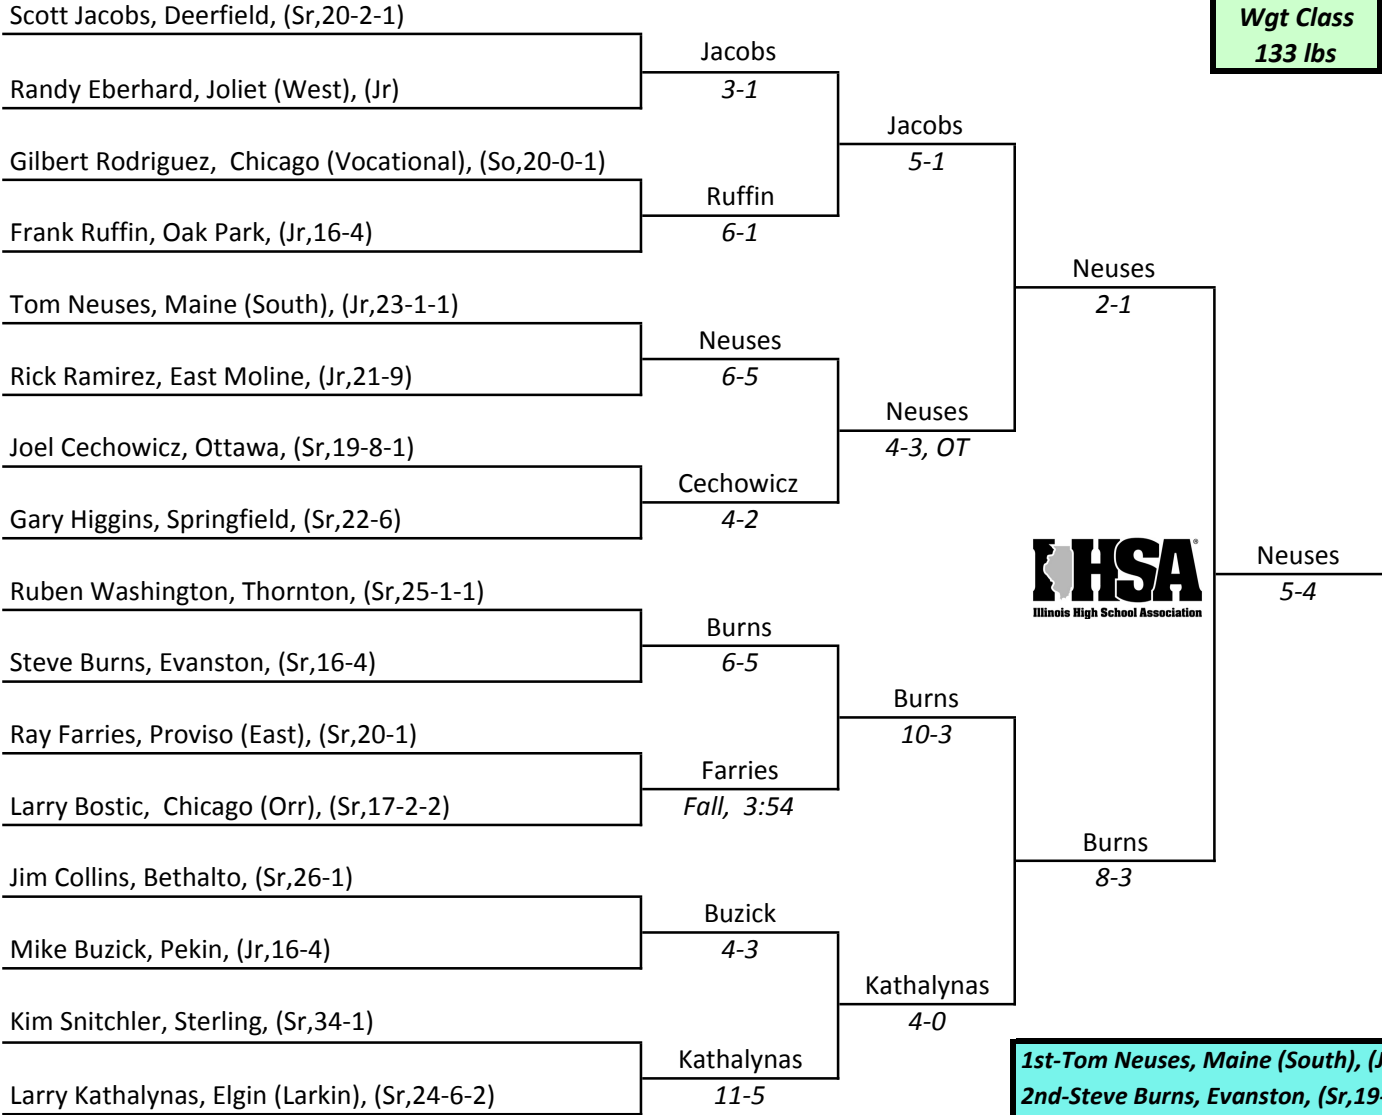 Scott Jacobs, Deerfield, (Sr,20-2-1)
Wgt Class
133 lbs
Jacobs
3-1
Randy Eberhard, Joliet (West), (Jr)
Jacobs
5-1
Gilbert Rodriguez, Chicago (Vocational), (So,20-0-1)
Ruffin
6-1
Frank Ruffin, Oak Park, (Jr,16-4)
Neuses
2-1
Tom Neuses, Maine (South), (Jr,23-1-1)
Neuses
6-5
Rick Ramirez, East Moline, (Jr,21-9)
Neuses
4-3, OT
Joel Cechowicz, Ottawa, (Sr,19-8-1)
Cechowicz
4-2
Gary Higgins, Springfield, (Sr,22-6)
IHSA®
Illinois High School Association
Neuses
5-4
Ruben Washington, Thornton, (Sr,25-1-1)
Burns
6-5
Steve Burns, Evanston, (Sr,16-4)
Burns
10-3
Ray Farries, Proviso (East), (Sr,20-1)
Farries
Fall, 3:54
Larry Bostic, Chicago (Orr), (Sr,17-2-2)
Burns
8-3
Jim Collins, Bethalto, (Sr,26-1)
Buzick
4-3
Mike Buzick, Pekin, (Jr,16-4)
Kathalynas
4-0
Kim Snitchler, Sterling, (Sr,34-1)
Kathalynas
11-5
Larry Kathalynas, Elgin (Larkin), (Sr,24-6-2)
1st-Tom Neuses, Maine (South), (J
2nd-Steve Burns, Evanston, (Sr,19-